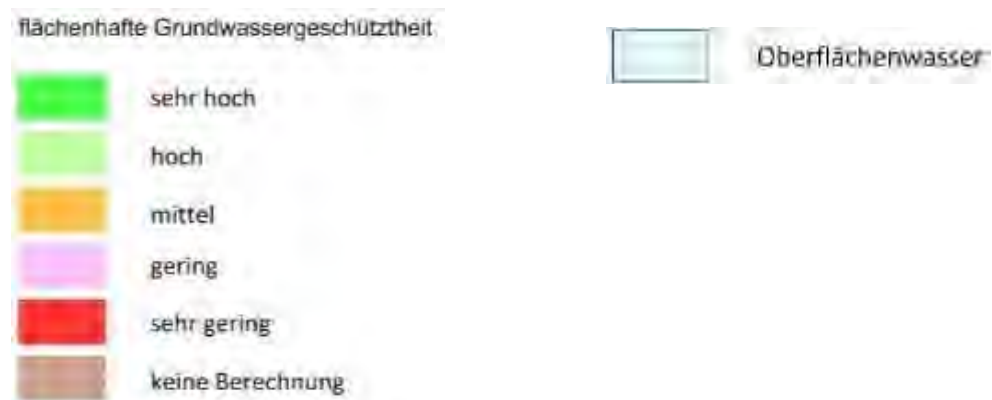 flächenhafte Grundwassergeschütztheit
sehr hoch
hoch
mittel
gering
sehr gering
keine Berechnung
Oberflächenwasser